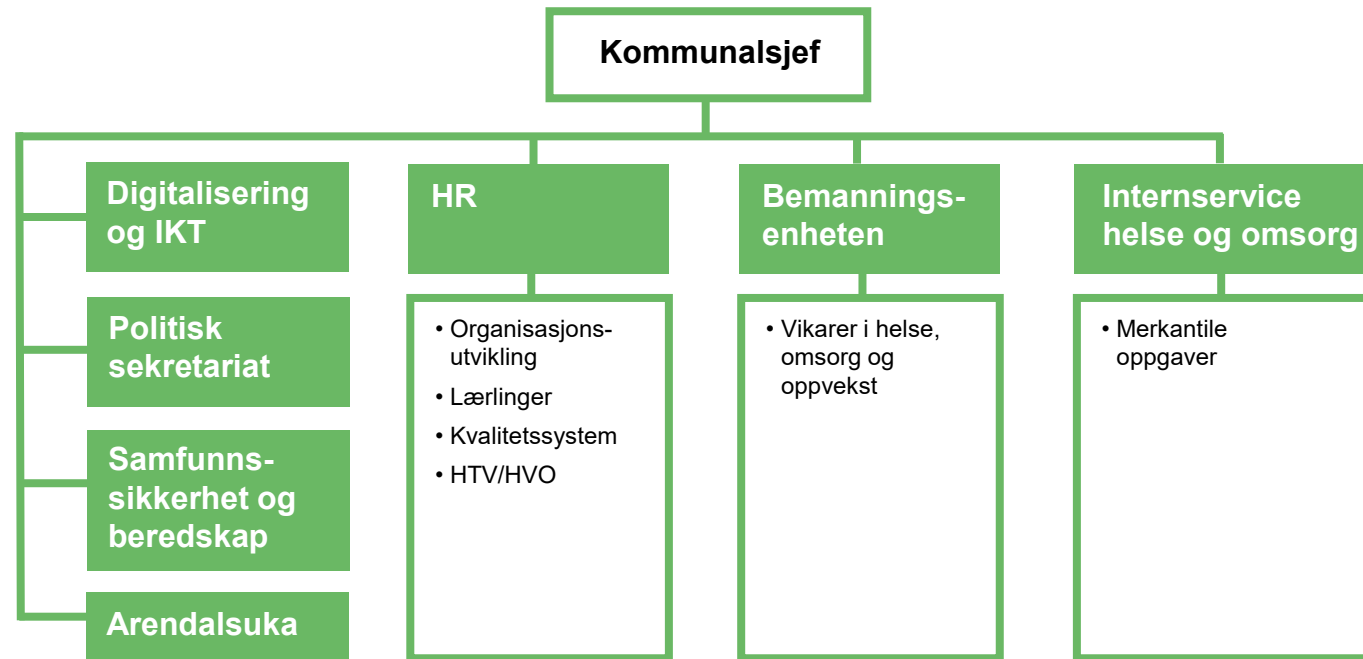 Kommunalsjef
Digitalisering
og IKT
Politisk
sekretariat
Samfunns-
sikkerhet og
beredskap
Arendalsuka
HR
• Organisasjons-
utvikling
• Lærlinger
• Kvalitetssystem
• HTV/HVO
Bemannings-
enheten
• Vikarer i helse,
omsorg og
oppvekst
Internservice
helse og omsorg
• Merkantile
oppgaver